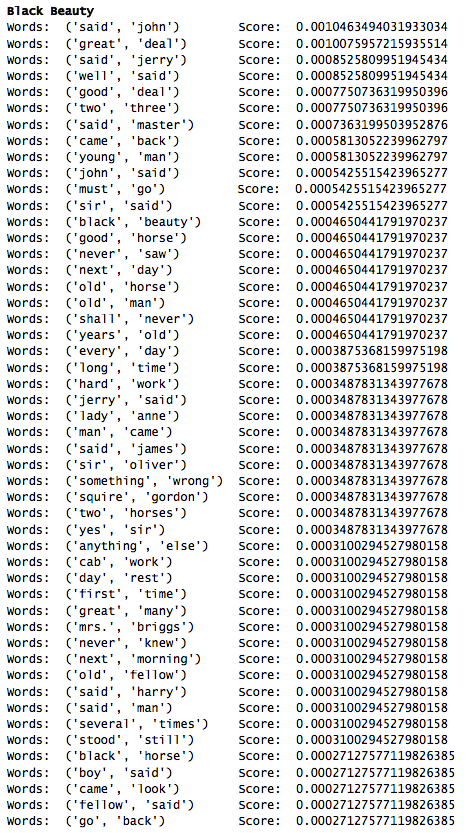 Black Beauty
Words:  ('said', 'john')  Score:  0.0010463494031933034
Words:  ('great', 'deal')  Score:  0.0010075957215935514
Words:  ('said', 'jerry')  Score:  0.0008525809951945434
Words:  ('well', 'said')  Score:  0.0008525809951945434
Words:  ('good', 'deal')  Score:  0.0007750736319950396
Words:  ('two', 'three')  Score:  0.0007750736319950396
Words:  ('said', 'master')  Score:  0.0007363199503952876
Words:  ('came', 'back')  Score:  0.0005813052239962797
Words:  ('young', 'man')  Score:  0.0005813052239962797
Words:  ('john', 'said')  Score:  0.0005425515423965277
Words:  ('must', 'go')  Score:  0.0005425515423965277
Words:  ('sir', 'said')  Score:  0.0005425515423965277
Words:  ('black', 'beauty')  Score:  0.0004650441791970237
Words:  ('good', 'horse')  Score:  0.0004650441791970237
Words:  ('never', 'saw')  Score:  0.0004650441791970237
Words:  ('next', 'day')  Score:  0.0004650441791970237
Words:  ('old', 'horse')  Score:  0.0004650441791970237
Words:  ('old', 'man')  Score:  0.0004650441791970237
Words:  ('shall', 'never')  Score:  0.0004650441791970237
Words:  ('years', 'old')  Score:  0.0004650441791970237
Words:  ('every', 'day')  Score:  0.0003875368159975198
Words:  ('long', 'time')  Score:  0.0003875368159975198
Words:  ('hard', 'work')  Score:  0.0003487831343977678
Words:  ('jerry', 'said')  Score:  0.0003487831343977678
Words:  ('lady', 'anne')  Score:  0.0003487831343977678
Words:  ('man', 'came')  Score:  0.0003487831343977678
Words:  ('said', 'james')  Score:  0.0003487831343977678
Words:  ('sir', 'oliver')  Score:  0.0003487831343977678
Words:  ('something', 'wrong')  Score:  0.0003487831343977678
Words:  ('squire', 'gordon')  Score:  0.0003487831343977678
Words:  ('two', 'horses')  Score:  0.0003487831343977678
Words:  ('yes', 'sir')  Score:  0.0003487831343977678
Words:  ('anything', 'else')  Score:  0.0003100294527980158
Words:  ('cab', 'work')  Score:  0.0003100294527980158
Words:  ('day', 'rest')  Score:  0.0003100294527980158
Words:  ('first', 'time')  Score:  0.0003100294527980158
Words:  ('great', 'many')  Score:  0.0003100294527980158
Words:  ('mrs.', 'briggs')  Score:  0.0003100294527980158
Words:  ('never', 'knew')  Score:  0.0003100294527980158
Words:  ('next', 'morning')  Score:  0.0003100294527980158
Words:  ('old', 'fellow')  Score:  0.0003100294527980158
Words:  ('said', 'harry')  Score:  0.0003100294527980158
Words:  ('said', 'man')  Score:  0.0003100294527980158
Words:  ('several', 'times')  Score:  0.0003100294527980158
Words:  ('stood', 'still')  Score:  0.0003100294527980158
Words:  ('black', 'horse')  Score:  0.00027127577119826385
Words:  ('boy', 'said')  Score:  0.00027127577119826385
Words:  ('came', 'look')  Score:  0.00027127577119826385
Words:  ('fellow', 'said')  Score:  0.00027127577119826385
Words:  ('go', 'back')  Score:  0.00027127577119826385